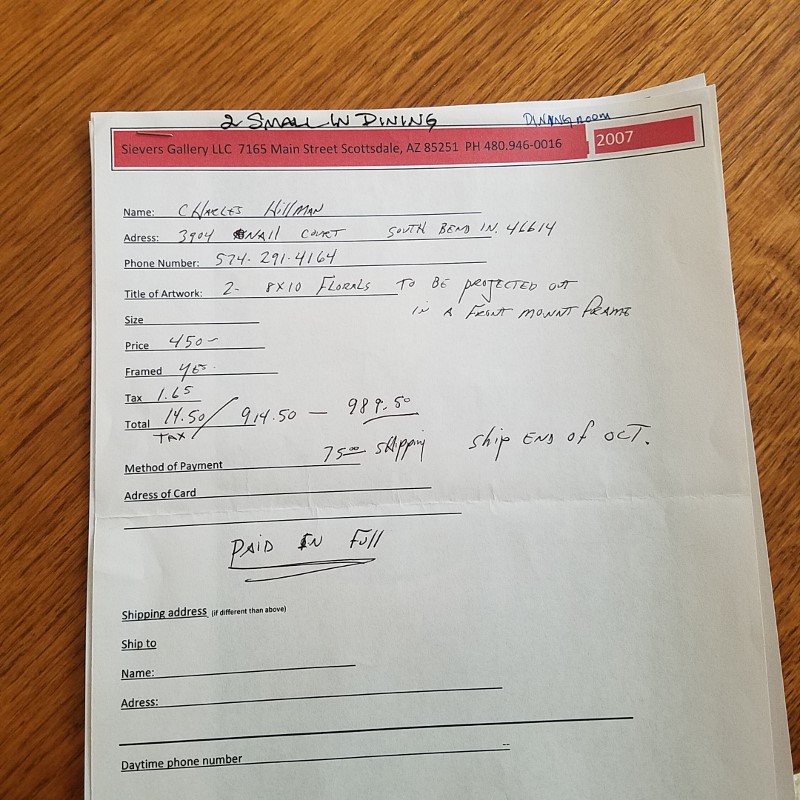 2 SMALL IN DINING DINING ROOM
Sievers Gallery LLC 7165 Main Street Scottsdale, AZ 85251 PH 480.946-0016 2007
Name: CHARLES HillMAN
Adress: 3904 NAll COURT SOUTH BEND IN. 46614
Phone Number: 574-291-4164
Title of Artwork: 2- 8X10 FLORALS TO BE PROJECTED OUT
IN A FRONT MOUNT FRAME
Size
Price 450-
Framed YES-
Tax 1.65
Total 14.50/914.50 — 989.50
TAX
75.00 Shipping Ship END of OCT.
Method of Payment
Adress of Card
PAID IN FUll
Shipping address (if different than above)
Ship to
Name:
Adress:
Daytime phone number --